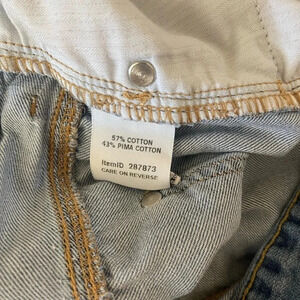 57% COTTON
43% PIMA COTTON
ItemID 287873
CARE ON REVERSE